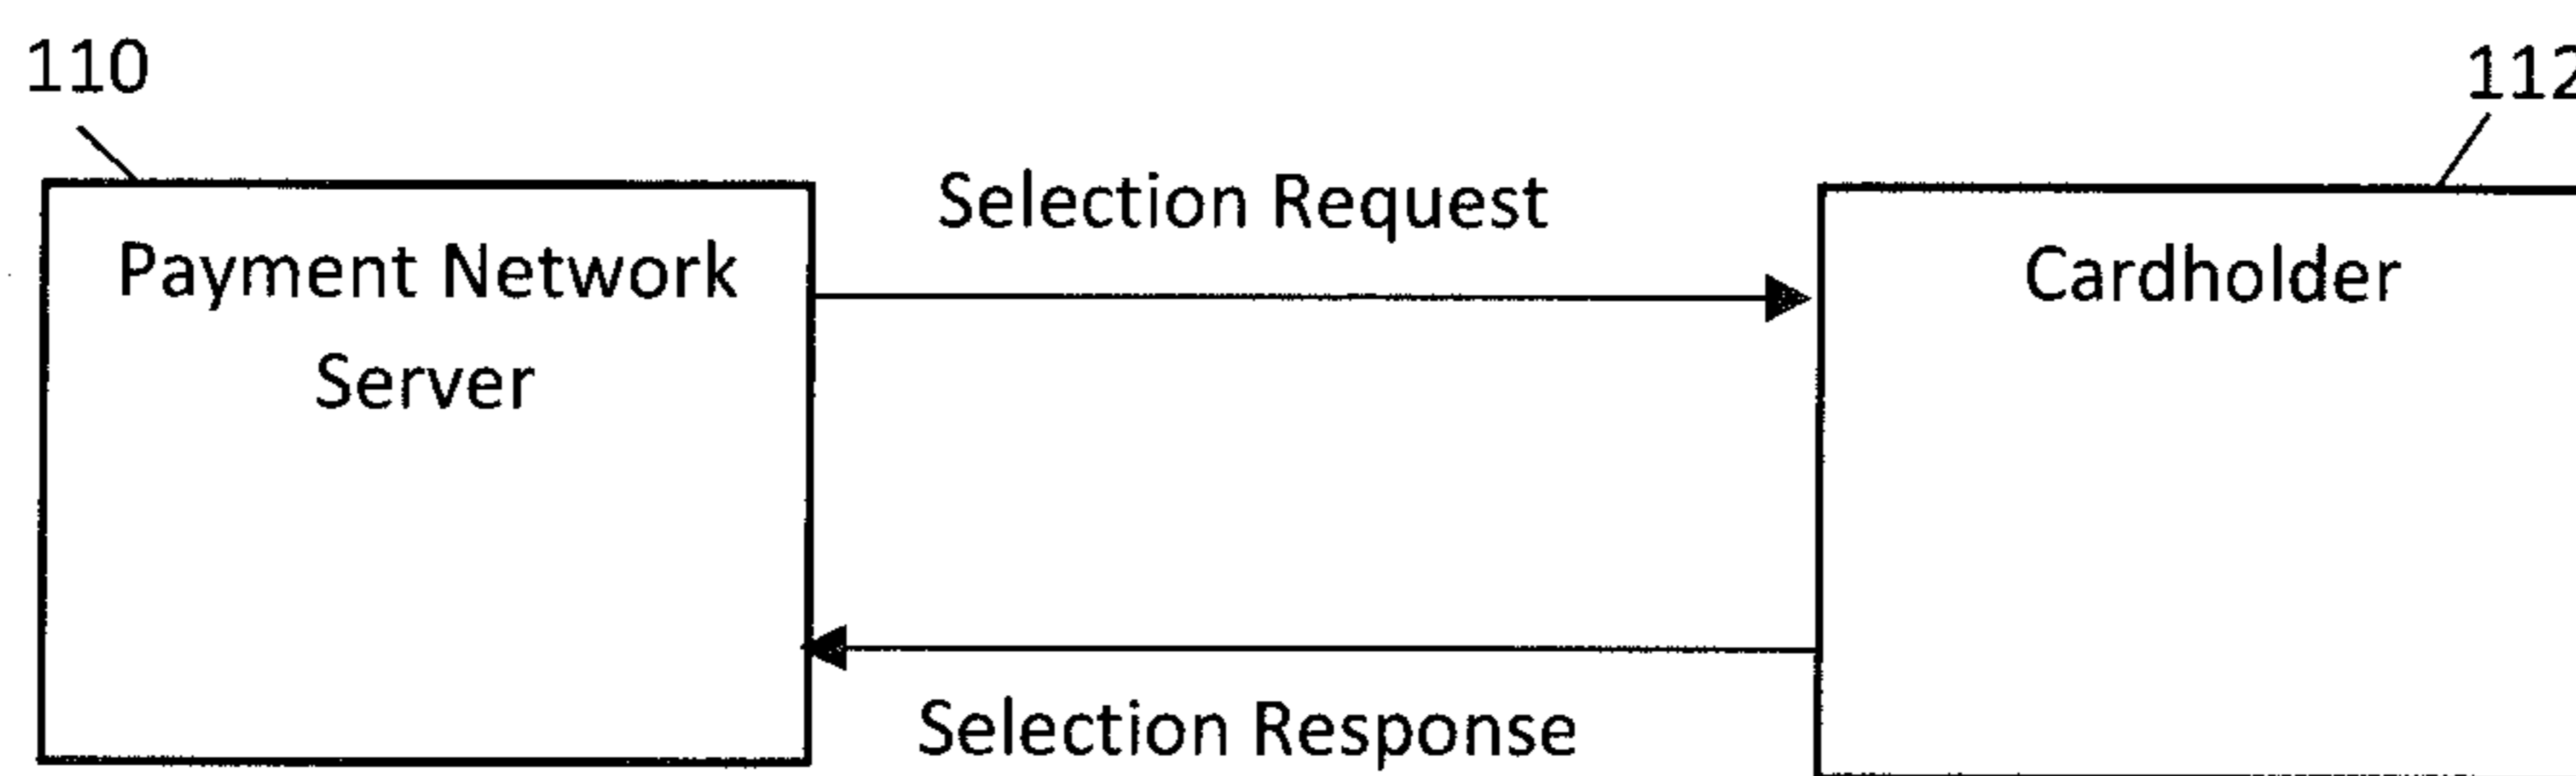 110
112
Selection Request
Payment Network
Server
Cardholder
Selection Response